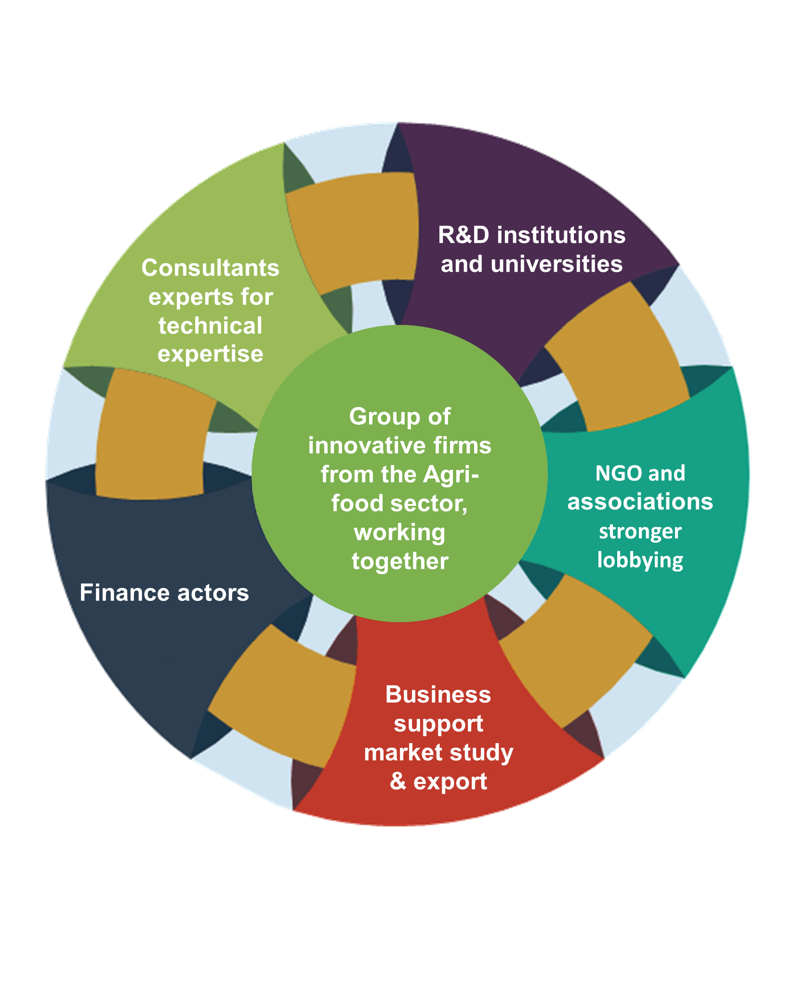 R&D institutions
and universities
Consultants
experts for
technical
expertise
Group of
innovative firms
from the Agri-
food sector,
working
together
NGO and
associations
stronger
lobbying
Finance actors
Business
support
market study
& export